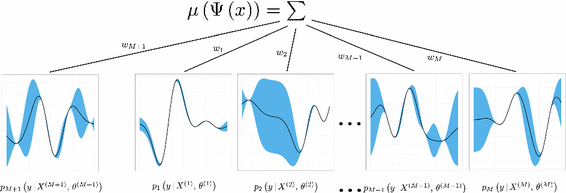 μ (Ψ (x)) = ∑
w_{M+1} w_1 w_2 w_{M−1} w_M
p_{M+1} (y | X^{(M+1)}, θ^{(M+1)}) p_1 (y | X^{(1)}, θ^{(1)}) p_2 (y | X^{(2)}, θ^{(2)}) ••• p_{M−1} (y | X^{(M−1)}, θ^{(M−1)}) p_M (y | X^{(M)}, θ^{(M)})